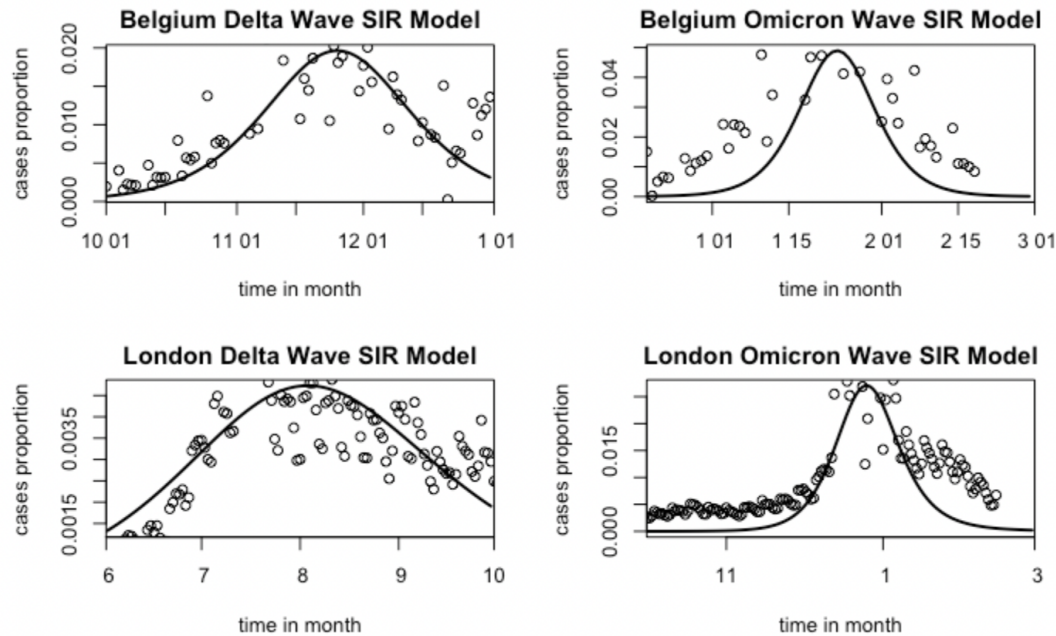 Belgium Delta Wave SIR Model
cases proportion
0.020
0.010
0.000
10 01 11 01 12 01 1 01
time in month
Belgium Omicron Wave SIR Model
cases proportion
0.04
0.02
0.00
1 01 1 15 2 01 2 15 3 01
time in month
London Delta Wave SIR Model
cases proportion
0.0035
0.0015
6 7 8 9 10
time in month
London Omicron Wave SIR Model
cases proportion
0.015
0.000
11 1 3
time in month